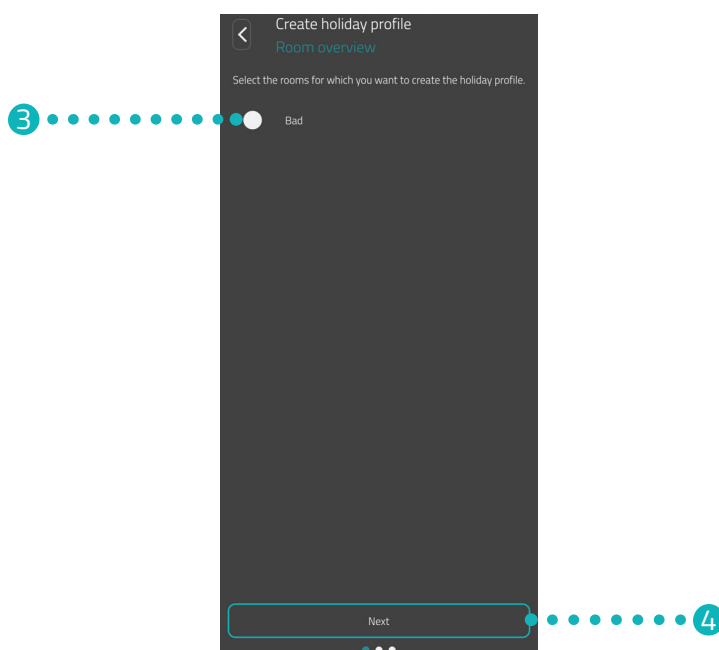 Create holiday profile
Room overview
Select the rooms for which you want to create the holiday profile.
3
Bad
Next
4